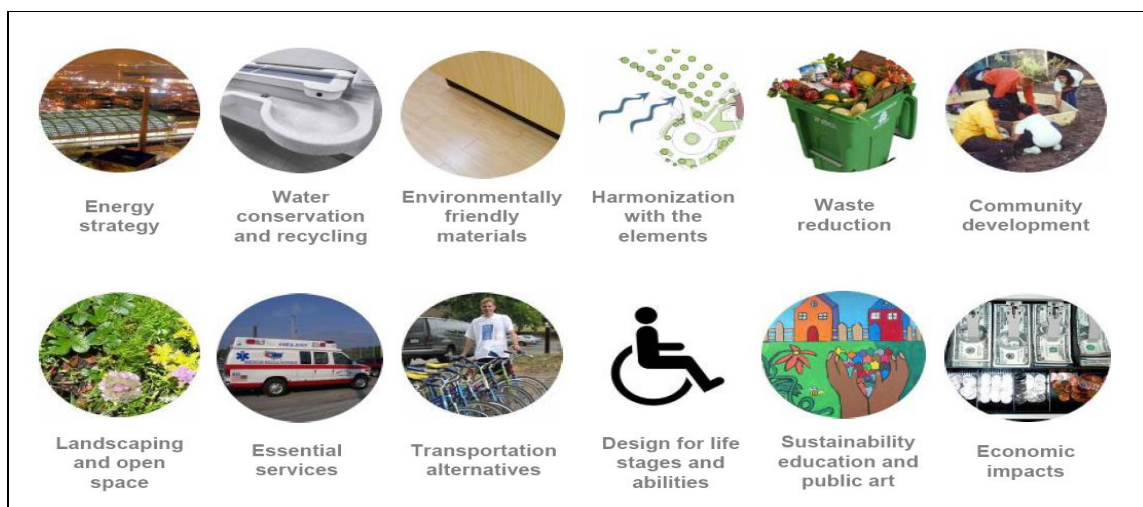 Energy
strategy
Water
conservation
and recycling
Environmentally
friendly
materials
Harmonization
with the
elements
Waste
reduction
Community
development
Landscaping
and open
space
Essential
services
Transportation
alternatives
Design for life
stages and
abilities
Sustainability
education and
public art
Economic
impacts